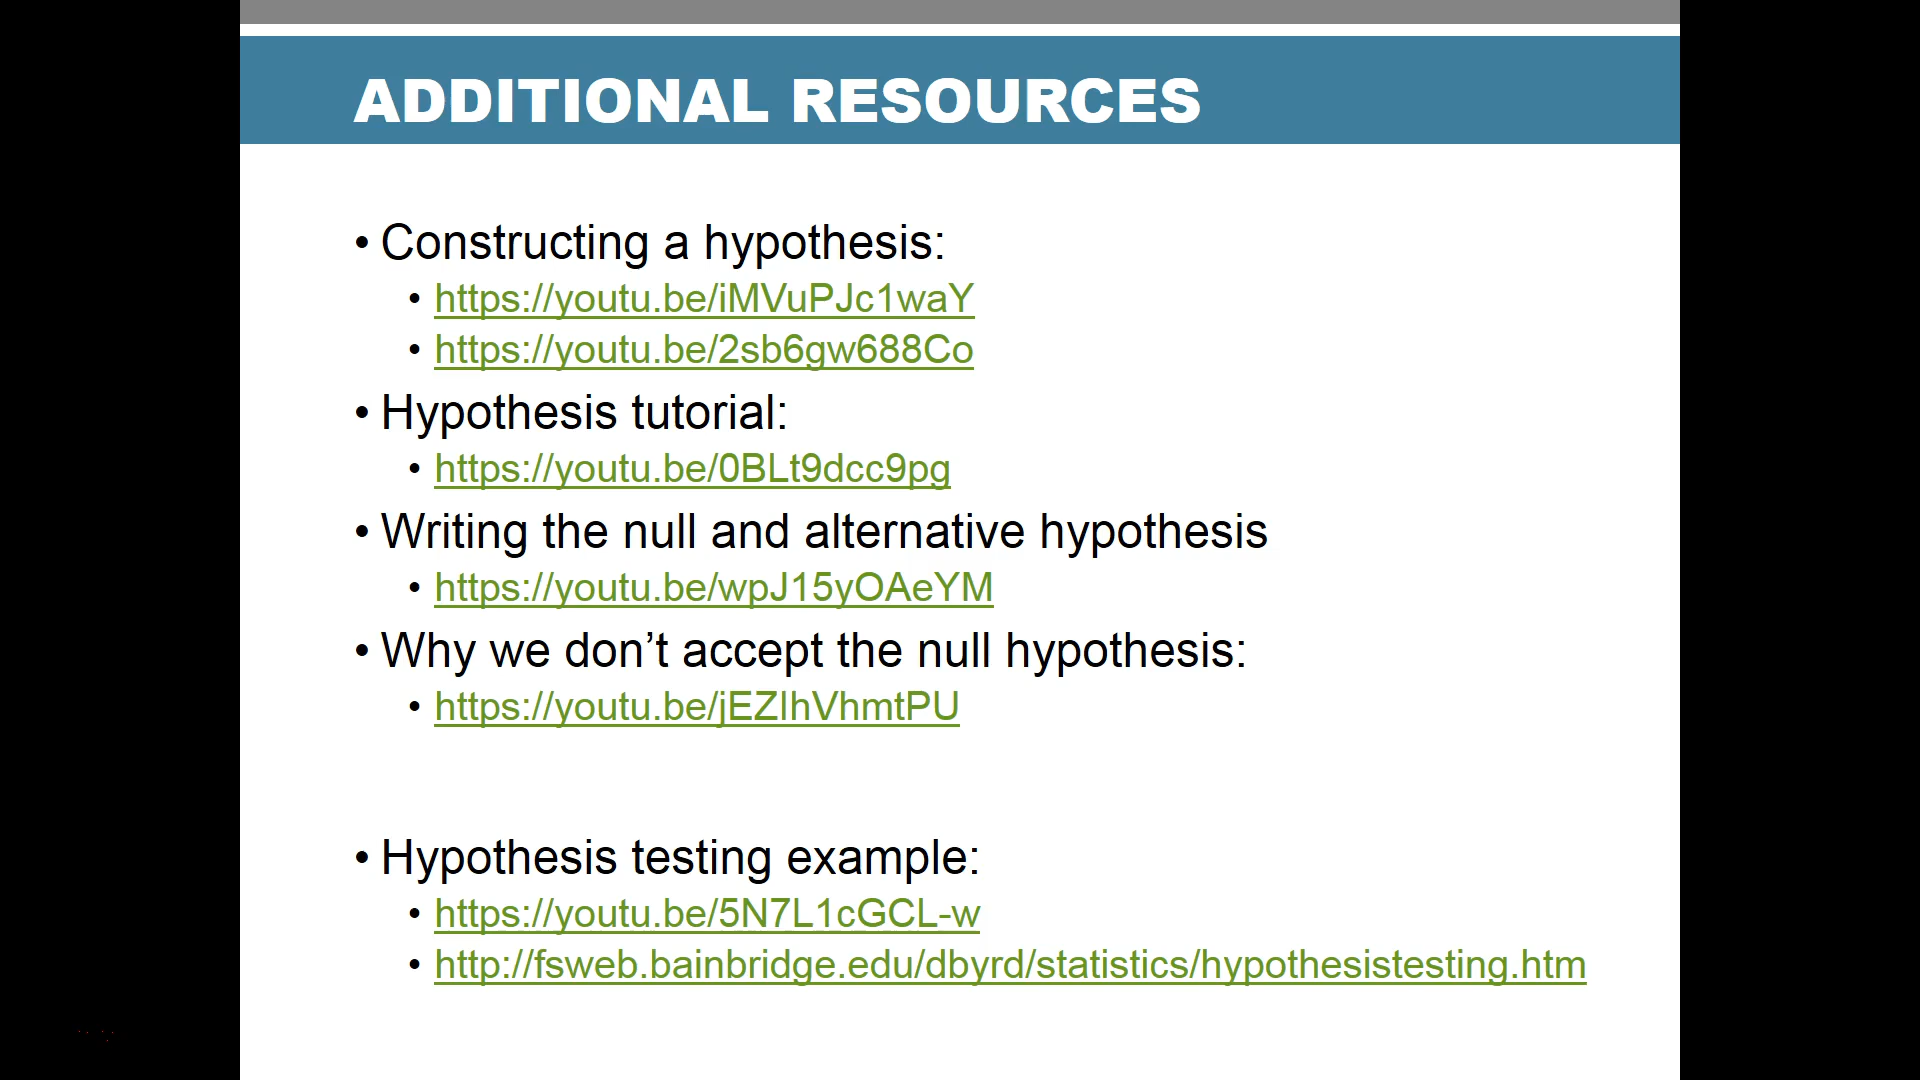 ADDITIONAL RESOURCES
• Constructing a hypothesis:
• https://youtu.be/iMVuPJc1waY
• https://youtu.be/2sb6gw688Co
• Hypothesis tutorial:
• https://youtu.be/0BLt9dcc9pg
• Writing the null and alternative hypothesis
• https://youtu.be/wpJ15yOAeYM
• Why we don’t accept the null hypothesis:
• https://youtu.be/jEZIhVhmtPU
• Hypothesis testing example:
• https://youtu.be/5N7L1cGCL-w
• http://fsweb.bainbridge.edu/dbyrd/statistics/hypothesistesting.htm